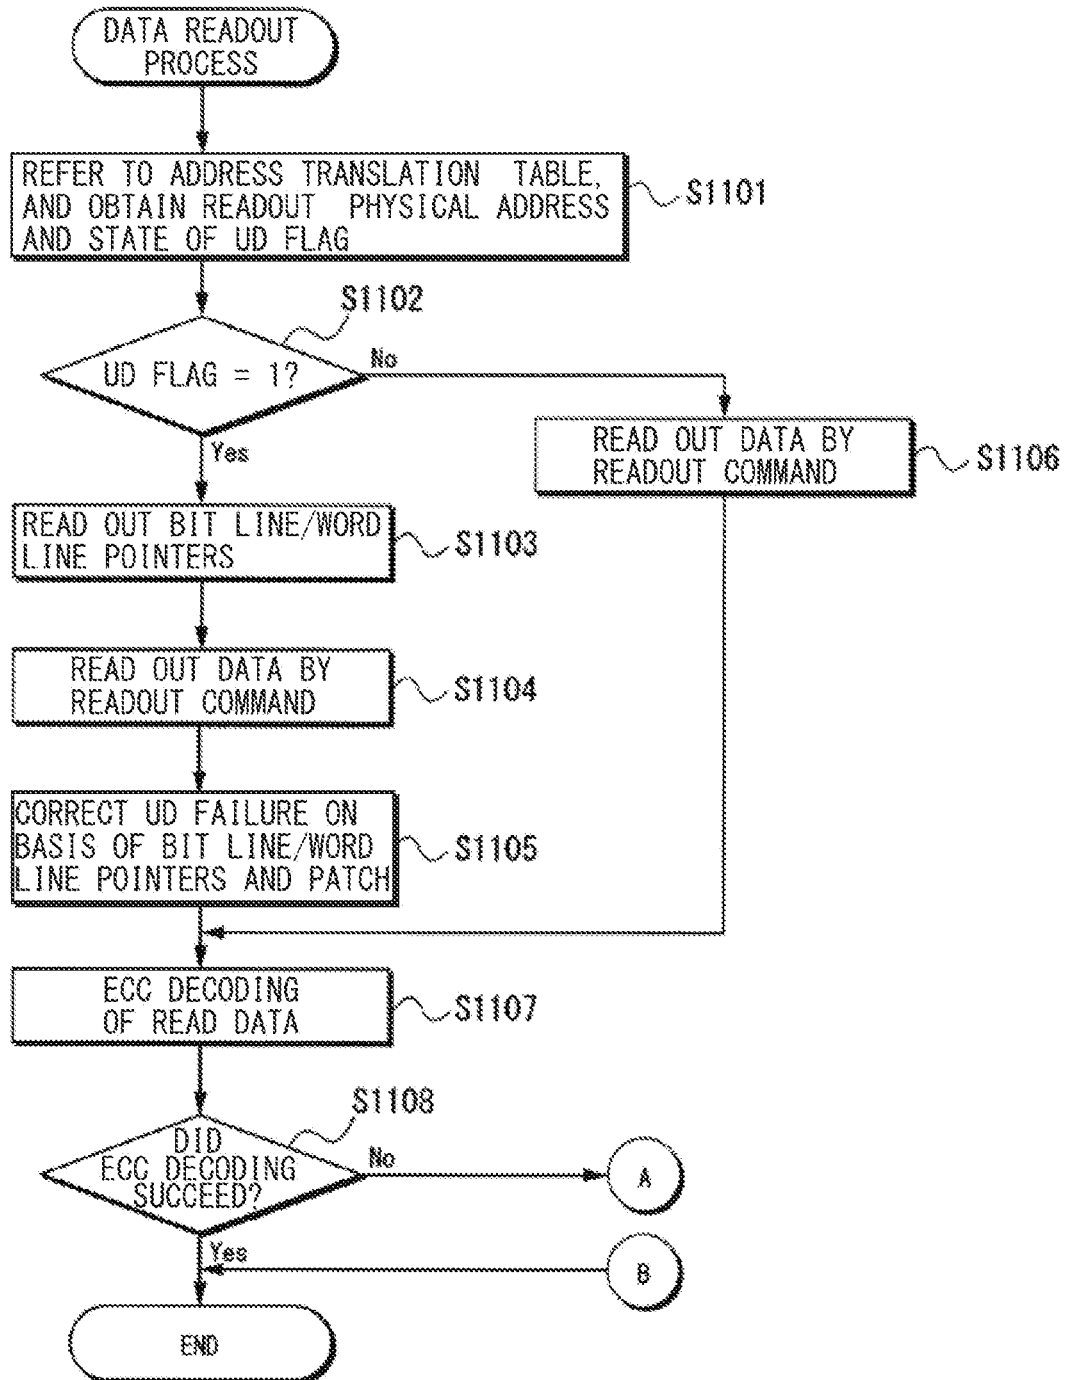 DATA READOUT
PROCESS
REFER TO ADDRESS TRANSLATION TABLE,
AND OBTAIN READOUT PHYSICAL ADDRESS
AND STATE OF UD FLAG
S1101
S1102
UD FLAG = 1?
No
Yes
READ OUT DATA BY
READOUT COMMAND
S1106
READ OUT BIT LINE/WORD
LINE POINTERS
S1103
READ OUT DATA BY
READOUT COMMAND
S1104
CORRECT UD FAILURE ON
BASIS OF BIT LINE/WORD
LINE POINTERS AND PATCH
S1105
ECC DECODING
OF READ DATA
S1107
S1108
DID
ECC DECODING
SUCCEED?
No
A
Yes
B
END